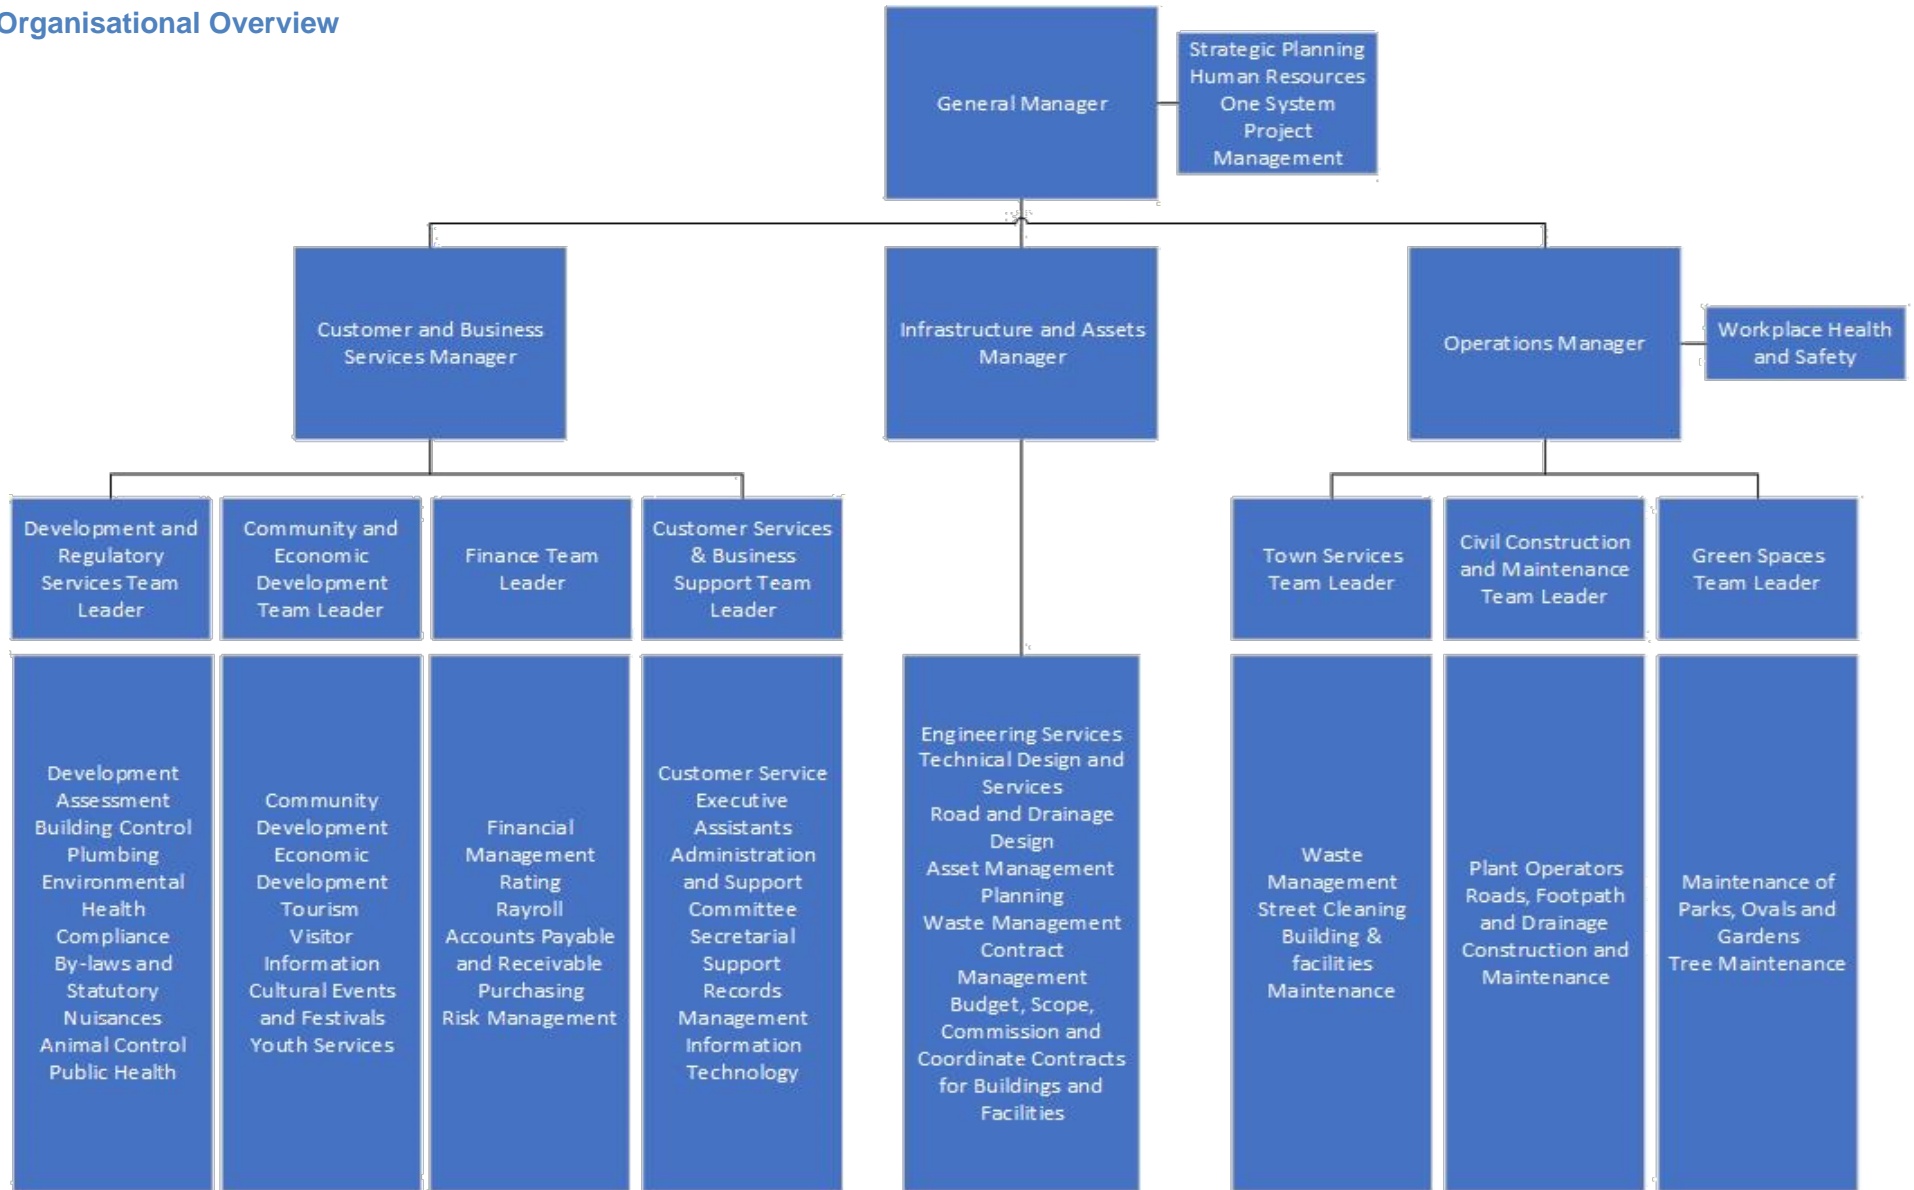 Organisational Overview
General Manager
Strategic Planning
Human Resources
One System
Project
Management
Customer and Business
Services Manager
Infrastructure and Assets
Manager
Operations Manager
Workplace Health
and Safety
Development and
Regulatory
Services Team
Leader
Community and
Economic
Development
Team Leader
Finance Team
Leader
Customer Services
& Business
Support Team
Leader
Town Services
Team Leader
Civil Construction
and Maintenance
Team Leader
Green Spaces
Team Leader
Development
Assessment
Building Control
Plumbing
Environmental
Health
Compliance
By-laws and
Statutory
Nuisances
Animal Control
Public Health
Community
Development
Economic
Development
Tourism
Visitor
Information
Cultural Events
and Festivals
Youth Services
Financial
Management
Rating
Rayroll
Accounts Payable
and Receivable
Purchasing
Risk Management
Customer Service
Executive
Assistants
Administration
and Support
Committee
Secretarial
Support
Records
Management
Information
Technology
Engineering Services
Technical Design and
Services
Road and Drainage
Design
Asset Management
Planning
Waste Management
Contract
Management
Budget, Scope,
Commission and
Coordinate Contracts
for Buildings and
Facilities
Waste
Management
Street Cleaning
Building &
facilities
Maintenance
Plant Operators
Roads, Footpath
and Drainage
Construction and
Maintenance
Maintenance of
Parks, Ovals and
Gardens
Tree Maintenance